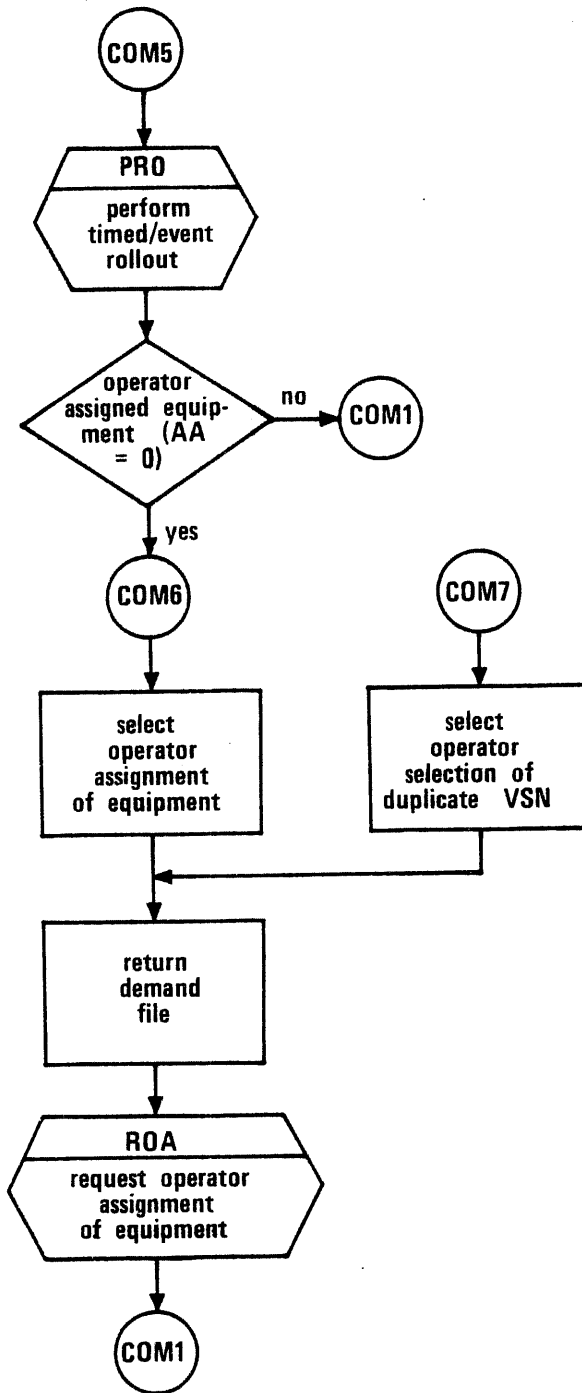 COM5
PRO
perform
timed/event
rollout
operator
assigned equip-
ment (AA
= 0)
no
COM1
yes
COM6
COM7
select
operator
assignment
of equipment
select
operator
selection of
duplicate VSN
return
demand
file
ROA
request operator
assignment
of equipment
COM1